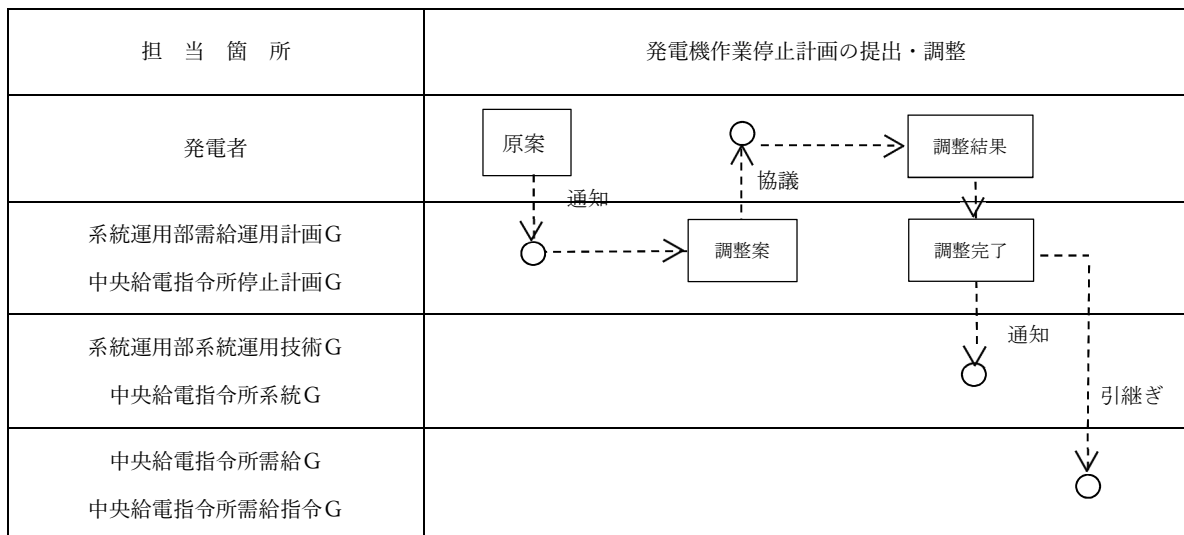 担 当 箇 所
発電機作業停止計画の提出・調整
発電者
原案
調整結果
通知
協議
系統運用部需給運用計画G
中央給電指令所停止計画G
調整案
調整完了
系統運用部系統運用技術G
中央給電指令所系統G
通知
引継ぎ
中央給電指令所需給G
中央給電指令所需給指令G